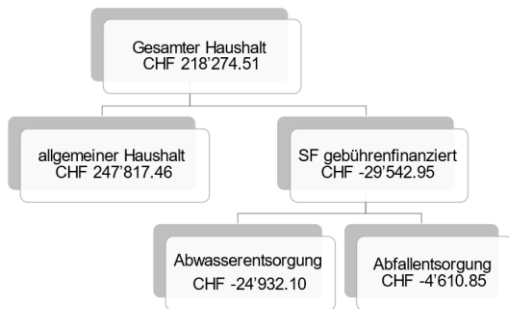 Gesamter Haushalt
CHF 218'274.51
allgemeiner Haushalt
CHF 247'817.46
SF gebührenfinanziert
CHF -29'542.95
Abwasserentsorgung
CHF -24'932.10
Abfallentsorgung
CHF -4'610.85